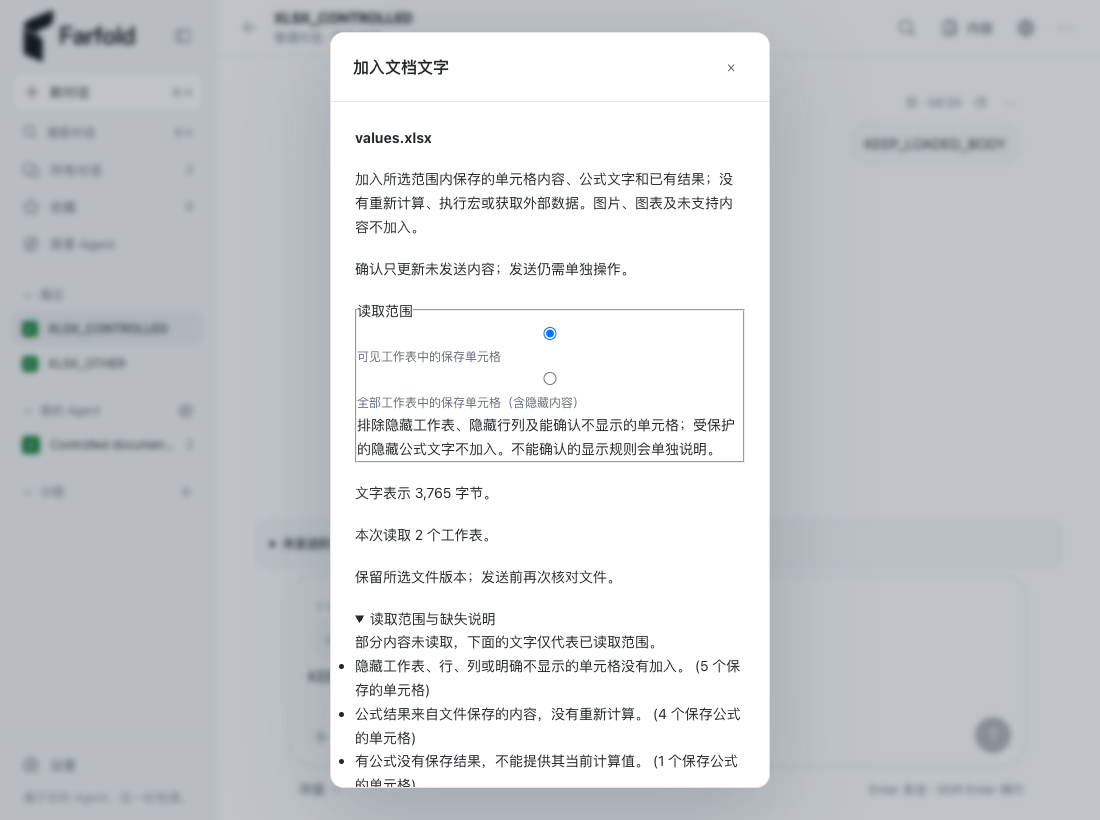 Farfold
XLSX_CONTROLLED
KEEP_LOADED_BODY
XLSX_CONTROLLED
XLSX_OTHER
加入文档文字
×
values.xlsx
加入所选范围内保存的单元格内容、公式文字和已有结果；没
有重新计算、执行宏或获取外部数据。图片、图表及未支持内
容不加入。
确认只更新未发送内容；发送仍需单独操作。
读取范围
可见工作表中的保存单元格
全部工作表中的保存单元格（含隐藏内容）
排除隐藏工作表、隐藏行列及能确认不显示的单元格；受保护
的隐藏公式文字不加入。不能确认的显示规则会单独说明。
文字表示 3,765 字节。
本次读取 2 个工作表。
保留所选文件版本；发送前再次核对文件。
▼ 读取范围与缺失说明
部分内容未读取，下面的文字仅代表已读取范围。
• 隐藏工作表、行、列或明确不显示的单元格没有加入。 (5 个保
存的单元格)
• 公式结果来自文件保存的内容，没有重新计算。 (4 个保存公式
的单元格)
• 有公式没有保存结果，不能提供其当前计算值。 (1 个保存公式
的单元格)